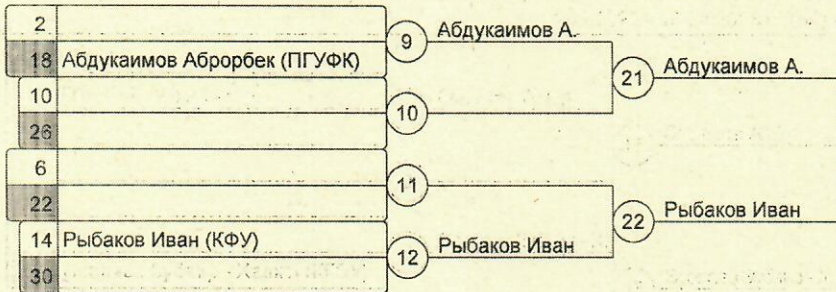 2
9 Абдукаимов А.
18 Абдукаимов Аброрбек (ПГУФК)
21 Абдукаимов А.
10
10
26
6
11
22
22 Рыбаков Иван
14 Рыбаков Иван (КФУ)
12 Рыбаков Иван
30